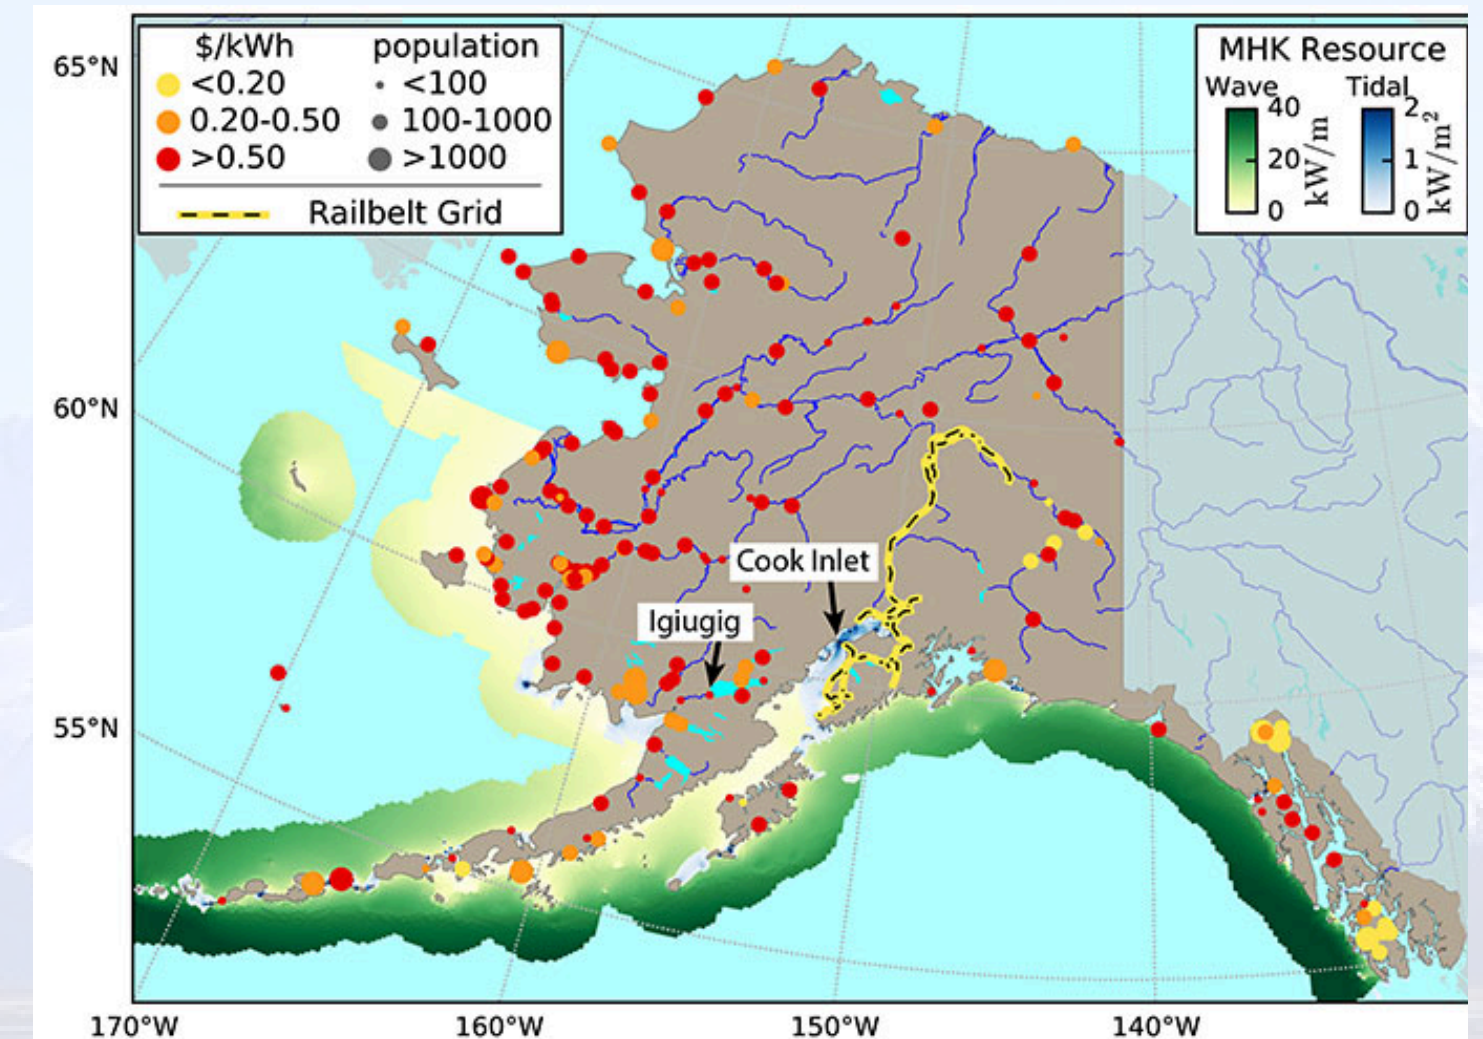 $/kWh population
<0.20 <100
0.20-0.50 100-1000
>0.50 >1000
Railbelt Grid
MHK Resource
Wave Tidal
40 2
20 1
0 0
kW/m kW/m²
65°N
60°N
55°N
Cook Inlet
Igiugig
170°W 160°W 150°W 140°W